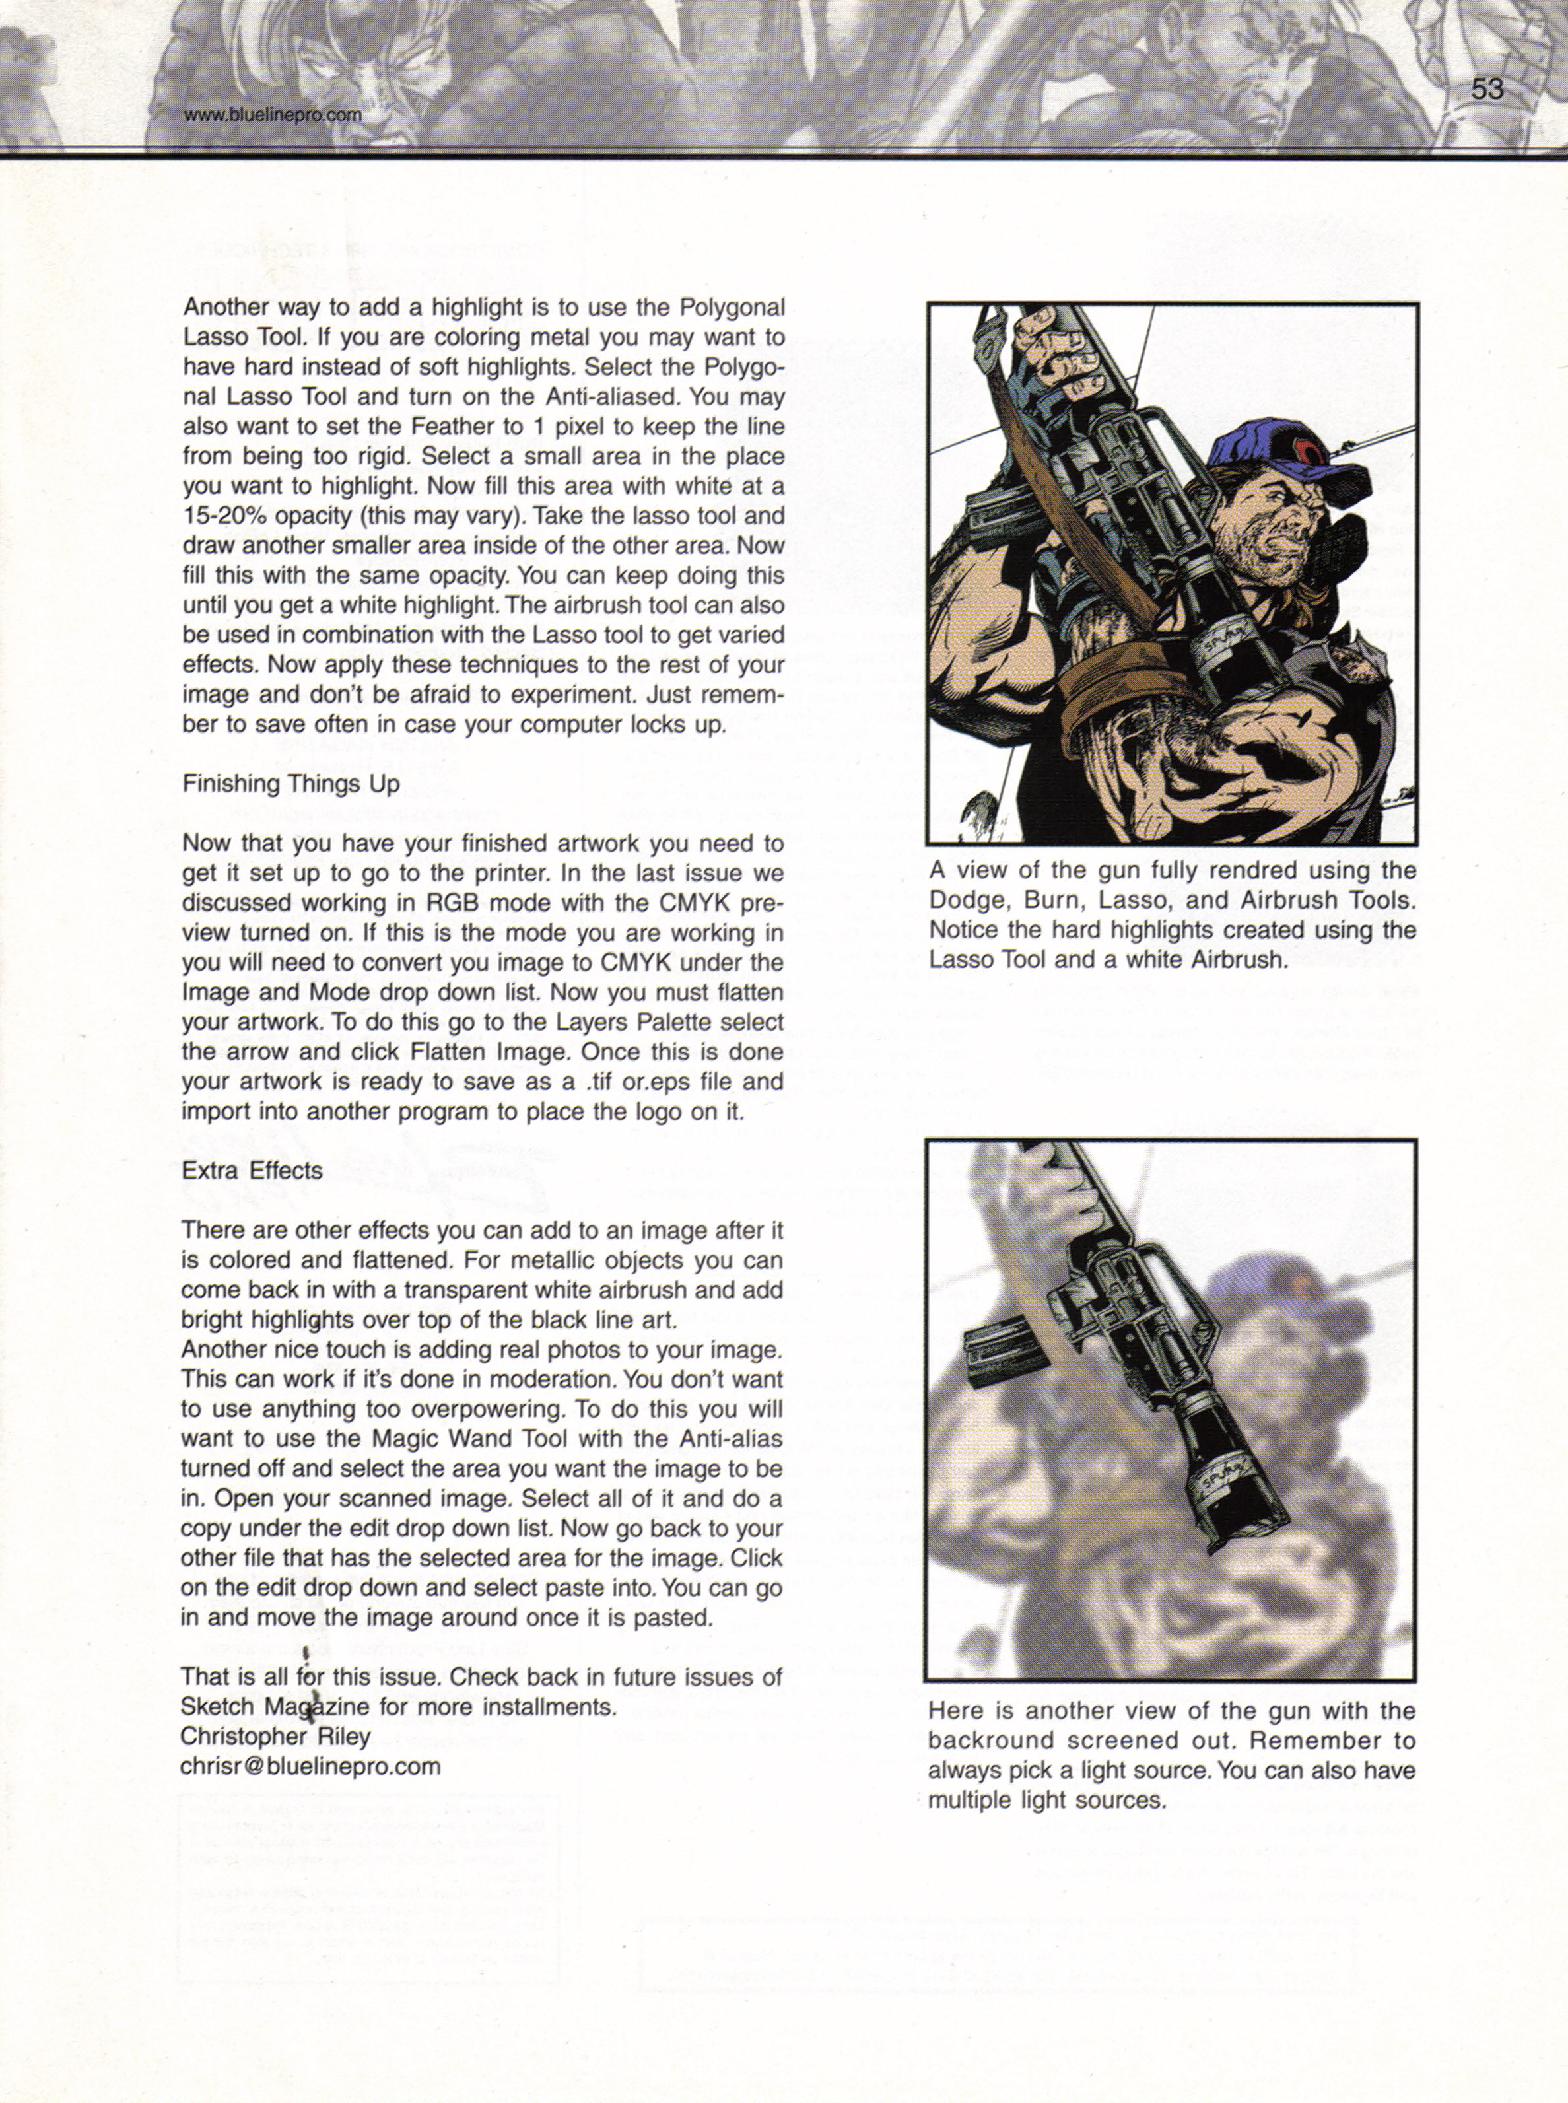 www.bluelinepro.com
53
Another way to add a highlight is to use the Polygonal
Lasso Tool. If you are coloring metal you may want to
have hard instead of soft highlights. Select the Polygo-
nal Lasso Tool and turn on the Anti-aliased. You may
also want to set the Feather to 1 pixel to keep the line
from being too rigid. Select a small area in the place
you want to highlight. Now fill this area with white at a
15-20% opacity (this may vary). Take the lasso tool and
draw another smaller area inside of the other area. Now
fill this with the same opacity. You can keep doing this
until you get a white highlight. The airbrush tool can also
be used in combination with the Lasso tool to get varied
effects. Now apply these techniques to the rest of your
image and don't be afraid to experiment. Just remem-
ber to save often in case your computer locks up.
Finishing Things Up
Now that you have your finished artwork you need to
get it set up to go to the printer. In the last issue we
discussed working in RGB mode with the CMYK pre-
view turned on. If this is the mode you are working in
you will need to convert you image to CMYK under the
Image and Mode drop down list. Now you must flatten
your artwork. To do this go to the Layers Palette select
the arrow and click Flatten Image. Once this is done
your artwork is ready to save as a .tif or.eps file and
import into another program to place the logo on it.
Extra Effects
There are other effects you can add to an image after it
is colored and flattened. For metallic objects you can
come back in with a transparent white airbrush and add
bright highlights over top of the black line art.
Another nice touch is adding real photos to your image.
This can work if it's done in moderation. You don't want
to use anything too overpowering. To do this you will
want to use the Magic Wand Tool with the Anti-alias
turned off and select the area you want the image to be
in. Open your scanned image. Select all of it and do a
copy under the edit drop down list. Now go back to your
other file that has the selected area for the image. Click
on the edit drop down and select paste into. You can go
in and move the image around once it is pasted.
That is all for this issue. Check back in future issues of
Sketch Magazine for more installments.
Christopher Riley
chrisr@bluelinepro.com
A view of the gun fully rendred using the
Dodge, Burn, Lasso, and Airbrush Tools.
Notice the hard highlights created using the
Lasso Tool and a white Airbrush.
Here is another view of the gun with the
backround screened out. Remember to
always pick a light source. You can also have
multiple light sources.